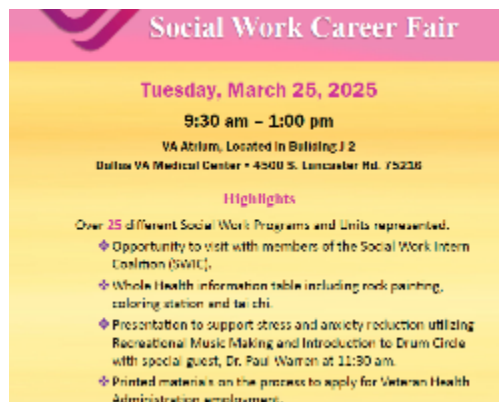 Social Work Career Fair
Tuesday, March 25, 2025
9:30 am – 1:00 pm
VA Atrium, Located in Building J 2
Dallas VA Medical Center • 4500 S. Lancaster Rd. 75216
Highlights
Over 25 different Social Work Programs and Units represented.
❖ Opportunity to visit with members of the Social Work Intern
Coalition (SWIC).
❖ Whole Health information table including rock painting,
coloring station and tai chi.
❖ Presentation to support stress and anxiety reduction utilizing
Recreational Music Making and Introduction to Drum Circle
with special guest, Dr. Paul Warren at 11:30 am.
❖ Printed materials on the process to apply for Veteran Health
Administration employment.